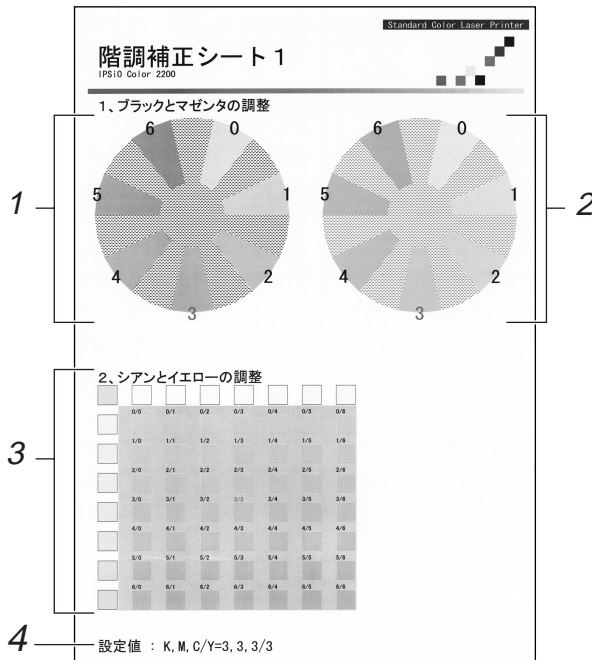 Standard Color Laser Printer
階調補正シート1
IPSiO Color 2200
1、ブラックとマゼンタの調整
6 0
5 1
4 2
3
6 0
5 1
4 2
3
1
2
2、シアンとイエローの調整
0/0 0/1 0/2 0/3 0/4 0/5 0/6
1/0 1/1 1/2 1/3 1/4 1/5 1/6
2/0 2/1 2/2 2/3 2/4 2/5 2/6
3/0 3/1 3/2 3/3 3/4 3/5 3/6
4/0 4/1 4/2 4/3 4/4 4/5 4/6
5/0 5/1 5/2 5/3 5/4 5/5 5/6
6/0 6/1 6/2 6/3 6/4 6/5 6/6
3
4
設定値 : K, M, C/Y=3, 3, 3/3